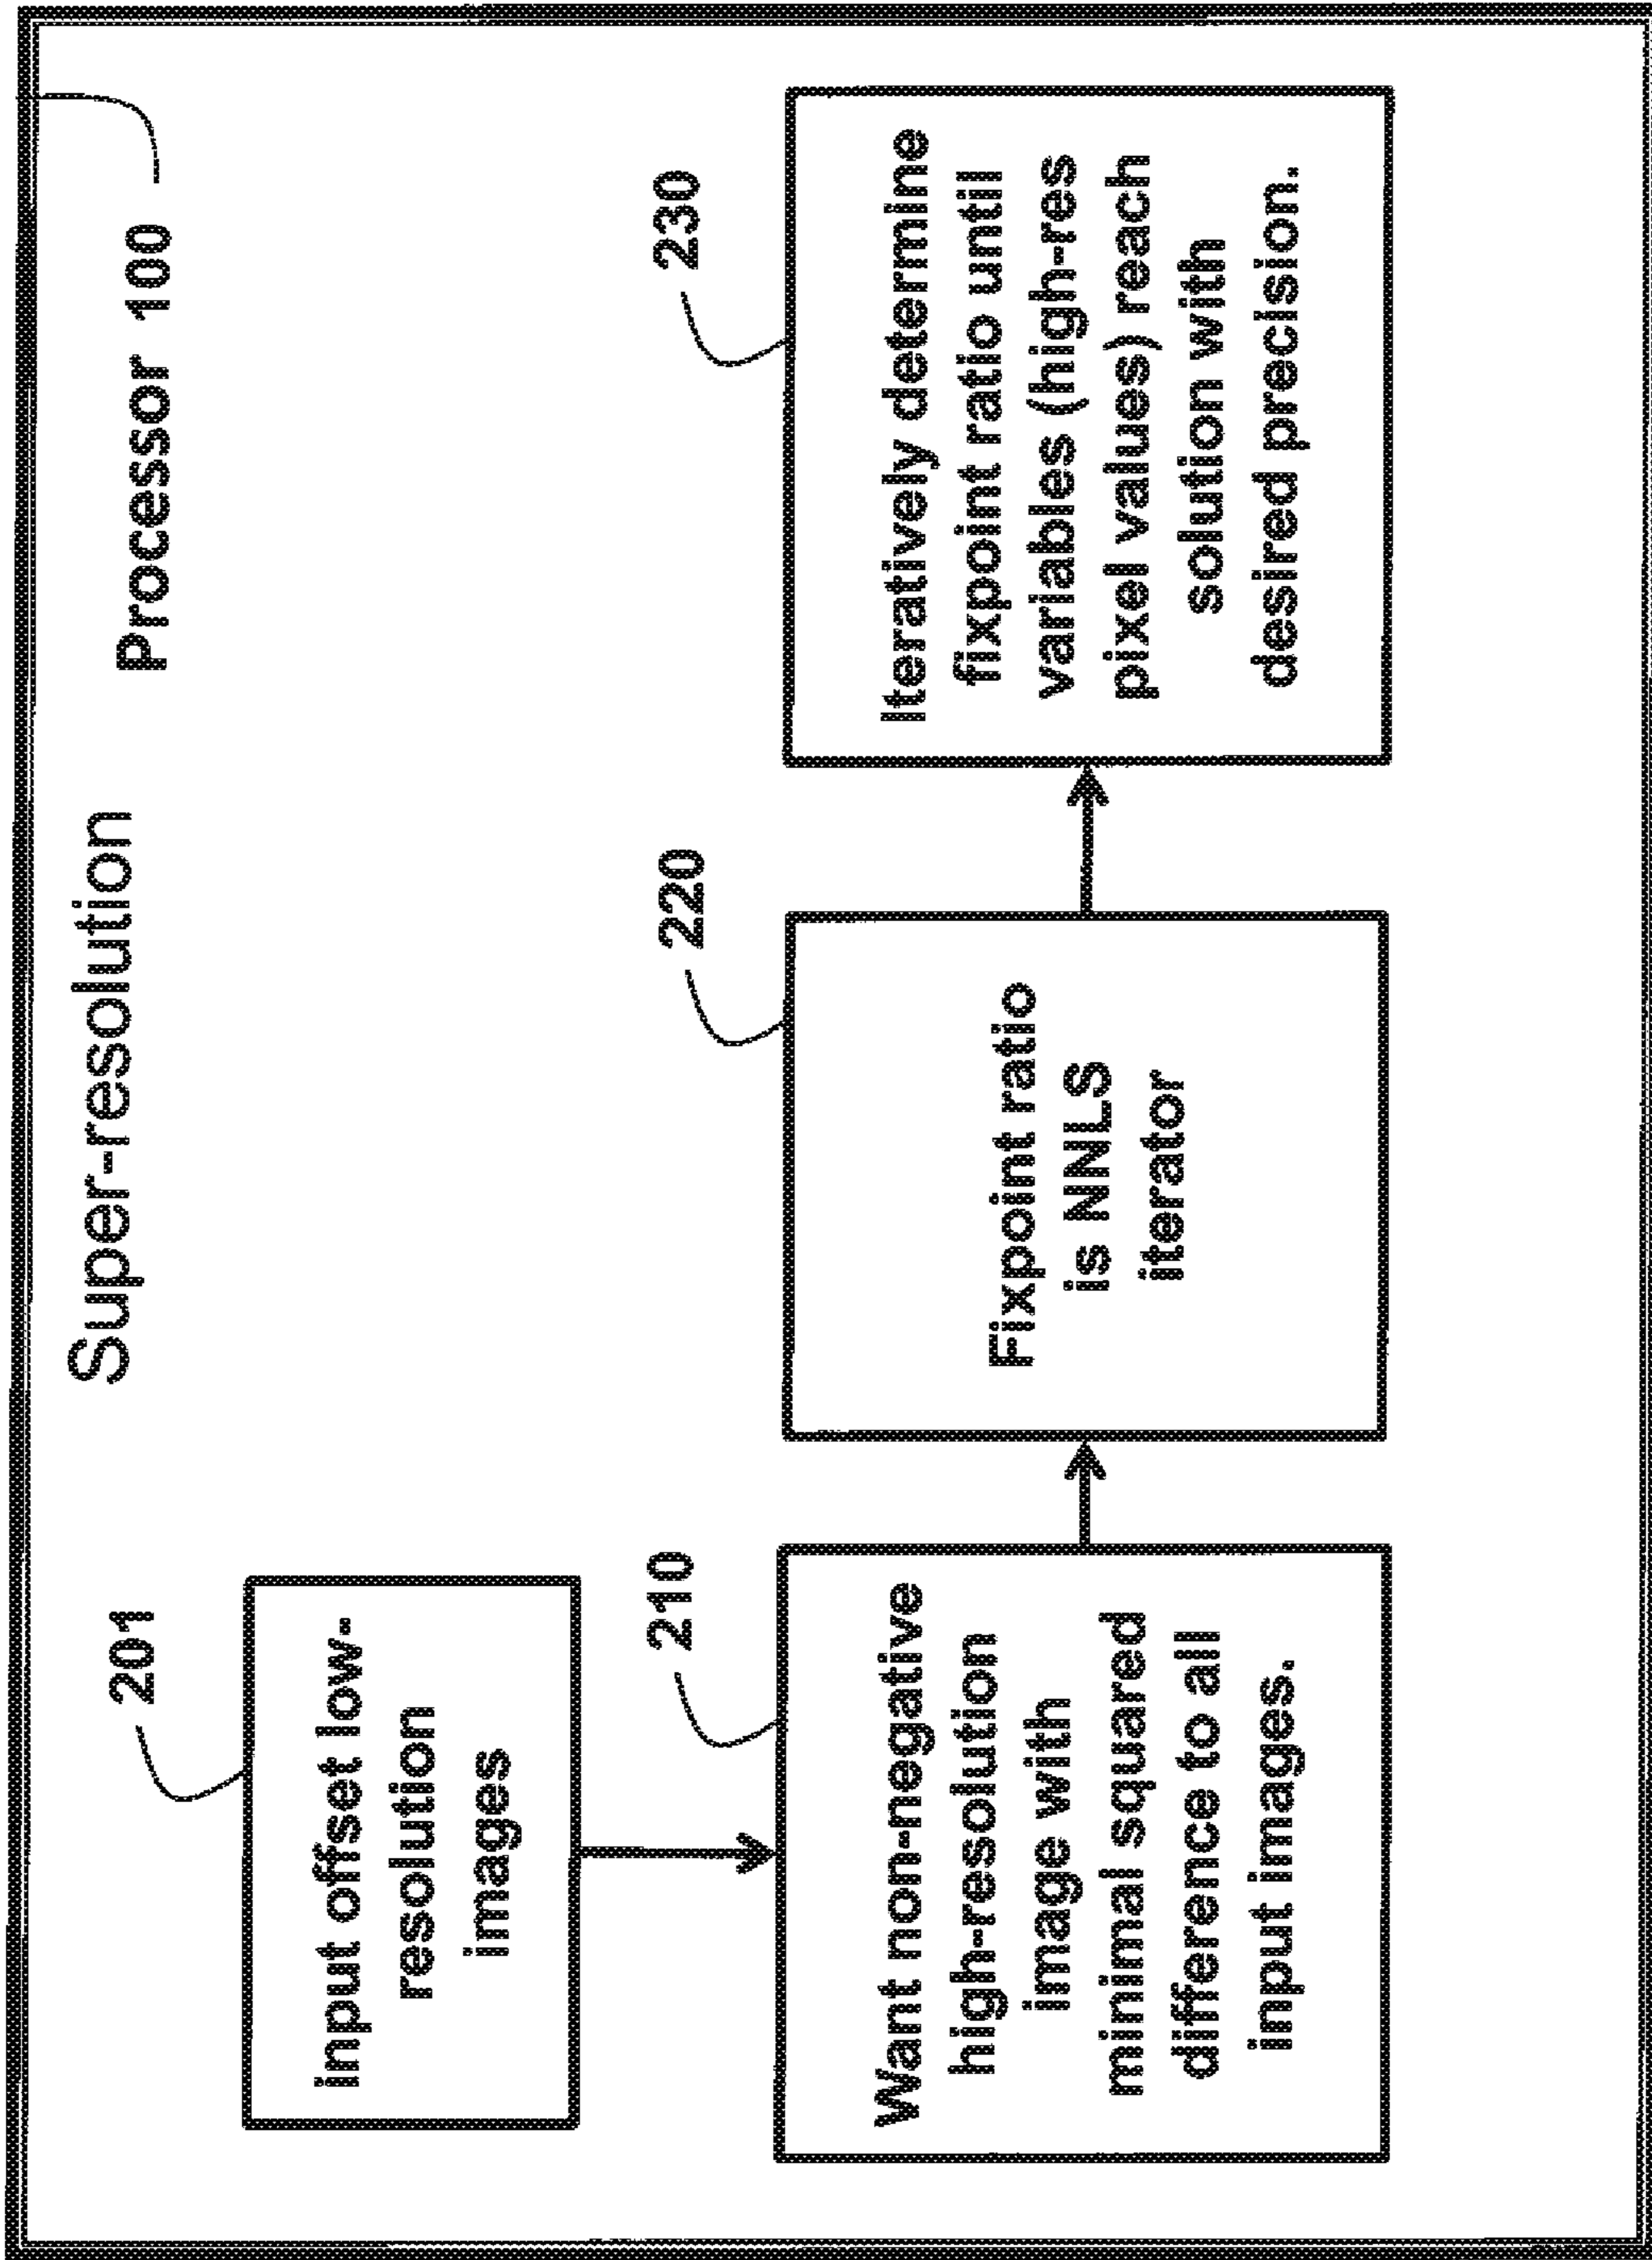 Super-resolution
Processor 100
201
input offset low-
resolution
images
210
Want non-negative
high-resolution
image with
minimal squared
difference to all
input images.
220
Fixpoint ratio
is NNLS
iterator
230
Iteratively determine
fixpoint ratio until
variables (high-res
pixel values) reach
solution with
desired precision.